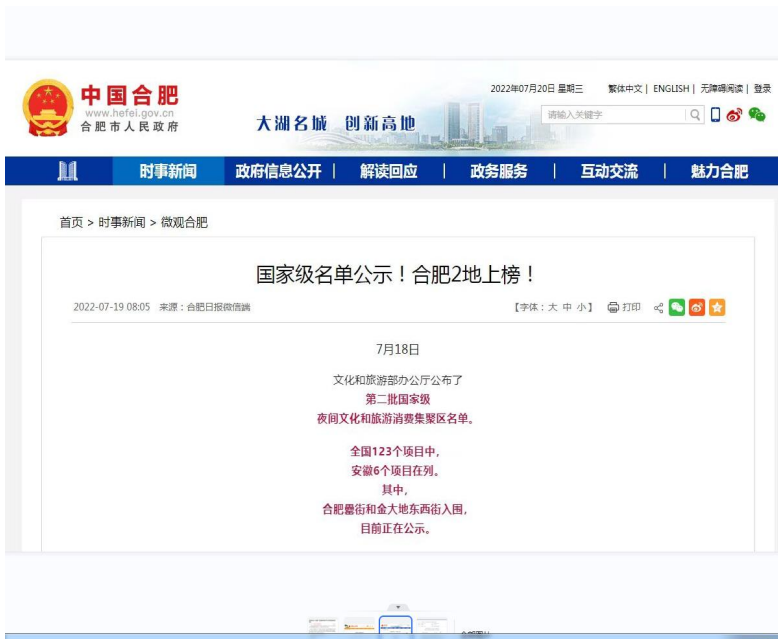 中国合肥
www.hefei.gov.cn
合肥市人民政府
大湖名城 创新高地
2022年07月20日 星期三 繁体中文 | ENGLISH | 无障碍阅读 | 登录
请输入关键字
时事新闻 政府信息公开 | 解读回应 | 政务服务 | 互动交流 | 魅力合肥
首页 > 时事新闻 > 微观合肥
国家级名单公示！合肥2地上榜！
2022-07-19 08:05 来源：合肥日报微信端 【字体：大 中 小】 打印
7月18日
文化和旅游部办公厅公布了
第二批国家级
夜间文化和旅游消费集聚区名单。
全国123个项目中，
安徽6个项目在列。
其中，
合肥罍街和金大地东西街入围，
目前正在公示。